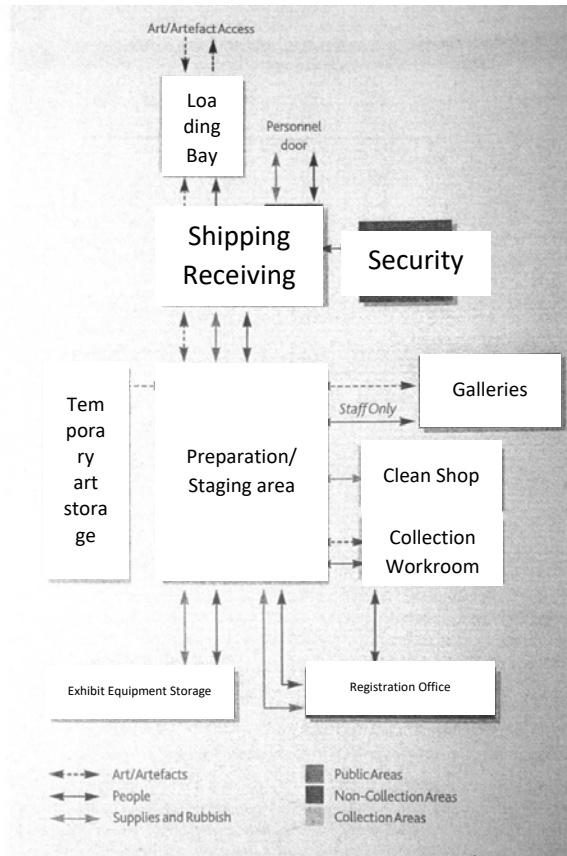 Art/Artefact Access
Loa
ding
Bay
Personnel
door
Shipping
Receiving
Security
Tem
pora
ry
art
stora
ge
Preparation/
Staging area
Galleries
Staff Only
Clean Shop
Collection
Workroom
Exhibit Equipment Storage
Registration Office
Art/Artefacts
People
Supplies and Rubbish
Public Areas
Non-Collection Areas
Collection Areas